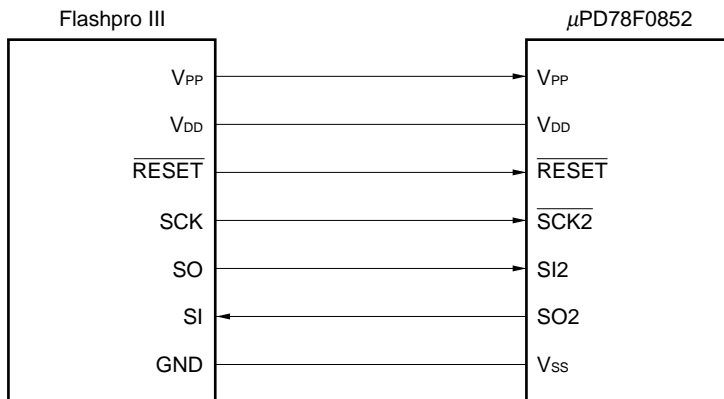 Flashpro III μPD78F0852
VPP VPP
VDD VDD
RESET RESET
SCK SCK2
SO SI2
SI SO2
GND VSS